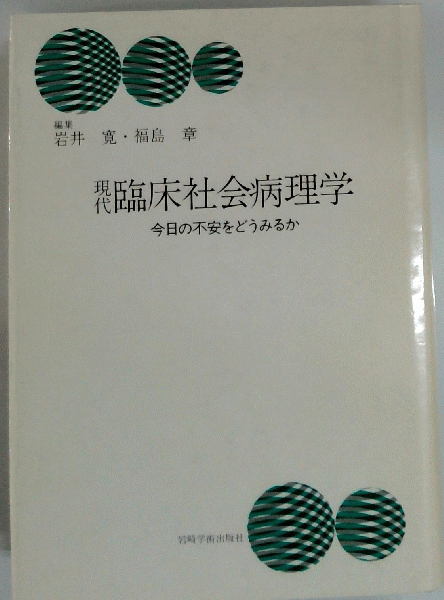 編集
岩井 寛・福島 章
現代臨床社会病理学
今日の不安をどうみるか
岩崎学術出版社